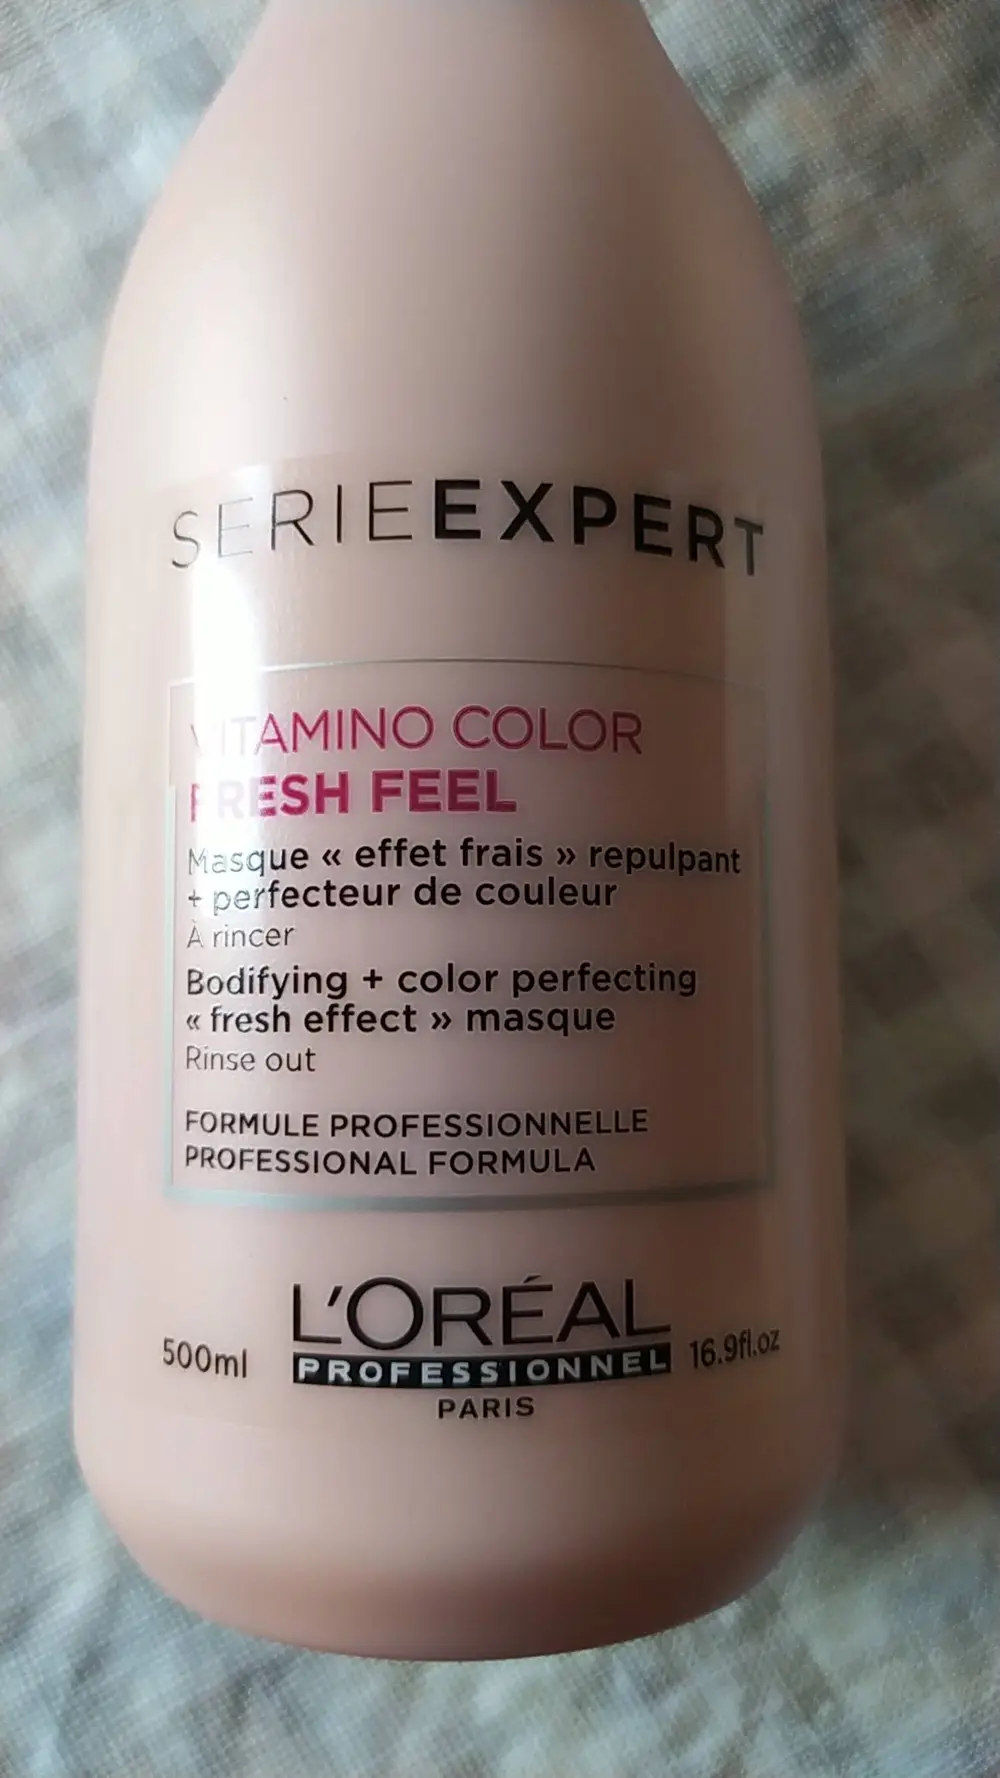 SERIEEXPERT
VITAMINO COLOR
FRESH FEEL
Masque « effet frais » repulpant
+ perfecteur de couleur
À rincer
Bodifying + color perfecting
« fresh effect » masque
Rinse out
FORMULE PROFESSIONNELLE
PROFESSIONAL FORMULA
L'ORÉAL
PROFESSIONNEL
PARIS
500ml
16.9fl.oz